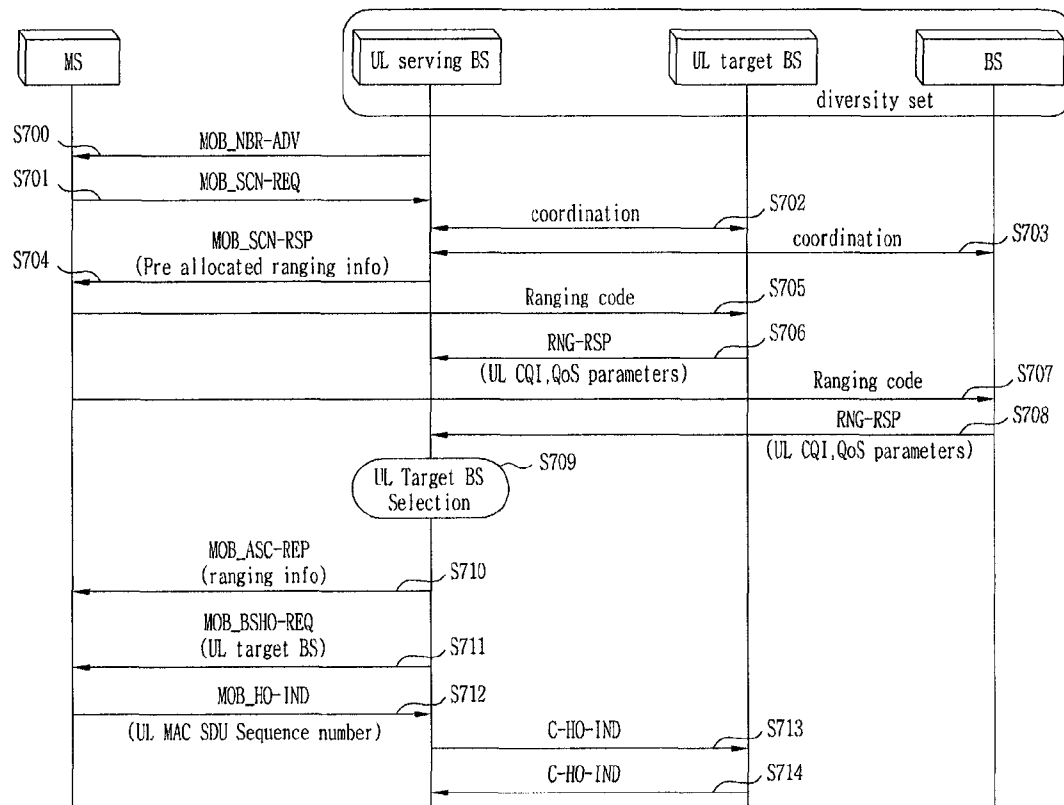 MS
UL serving BS
UL target BS
BS
diversity set
S700
MOB_NBR-ADV
S701
MOB_SCN-REQ
coordination
S702
coordination
S703
MOB_SCN-RSP
(Pre allocated ranging info)
S704
Ranging code
S705
RNG-RSP
(UL CQI,QoS parameters)
S706
Ranging code
S707
RNG-RSP
(UL CQI,QoS parameters)
S708
UL Target BS
Selection
S709
MOB_ASC-REP
(ranging info)
S710
MOB_BSHO-REQ
(UL target BS)
S711
MOB_HO-IND
(UL MAC SDU Sequence number)
S712
C-HO-IND
S713
C-HO-IND
S714